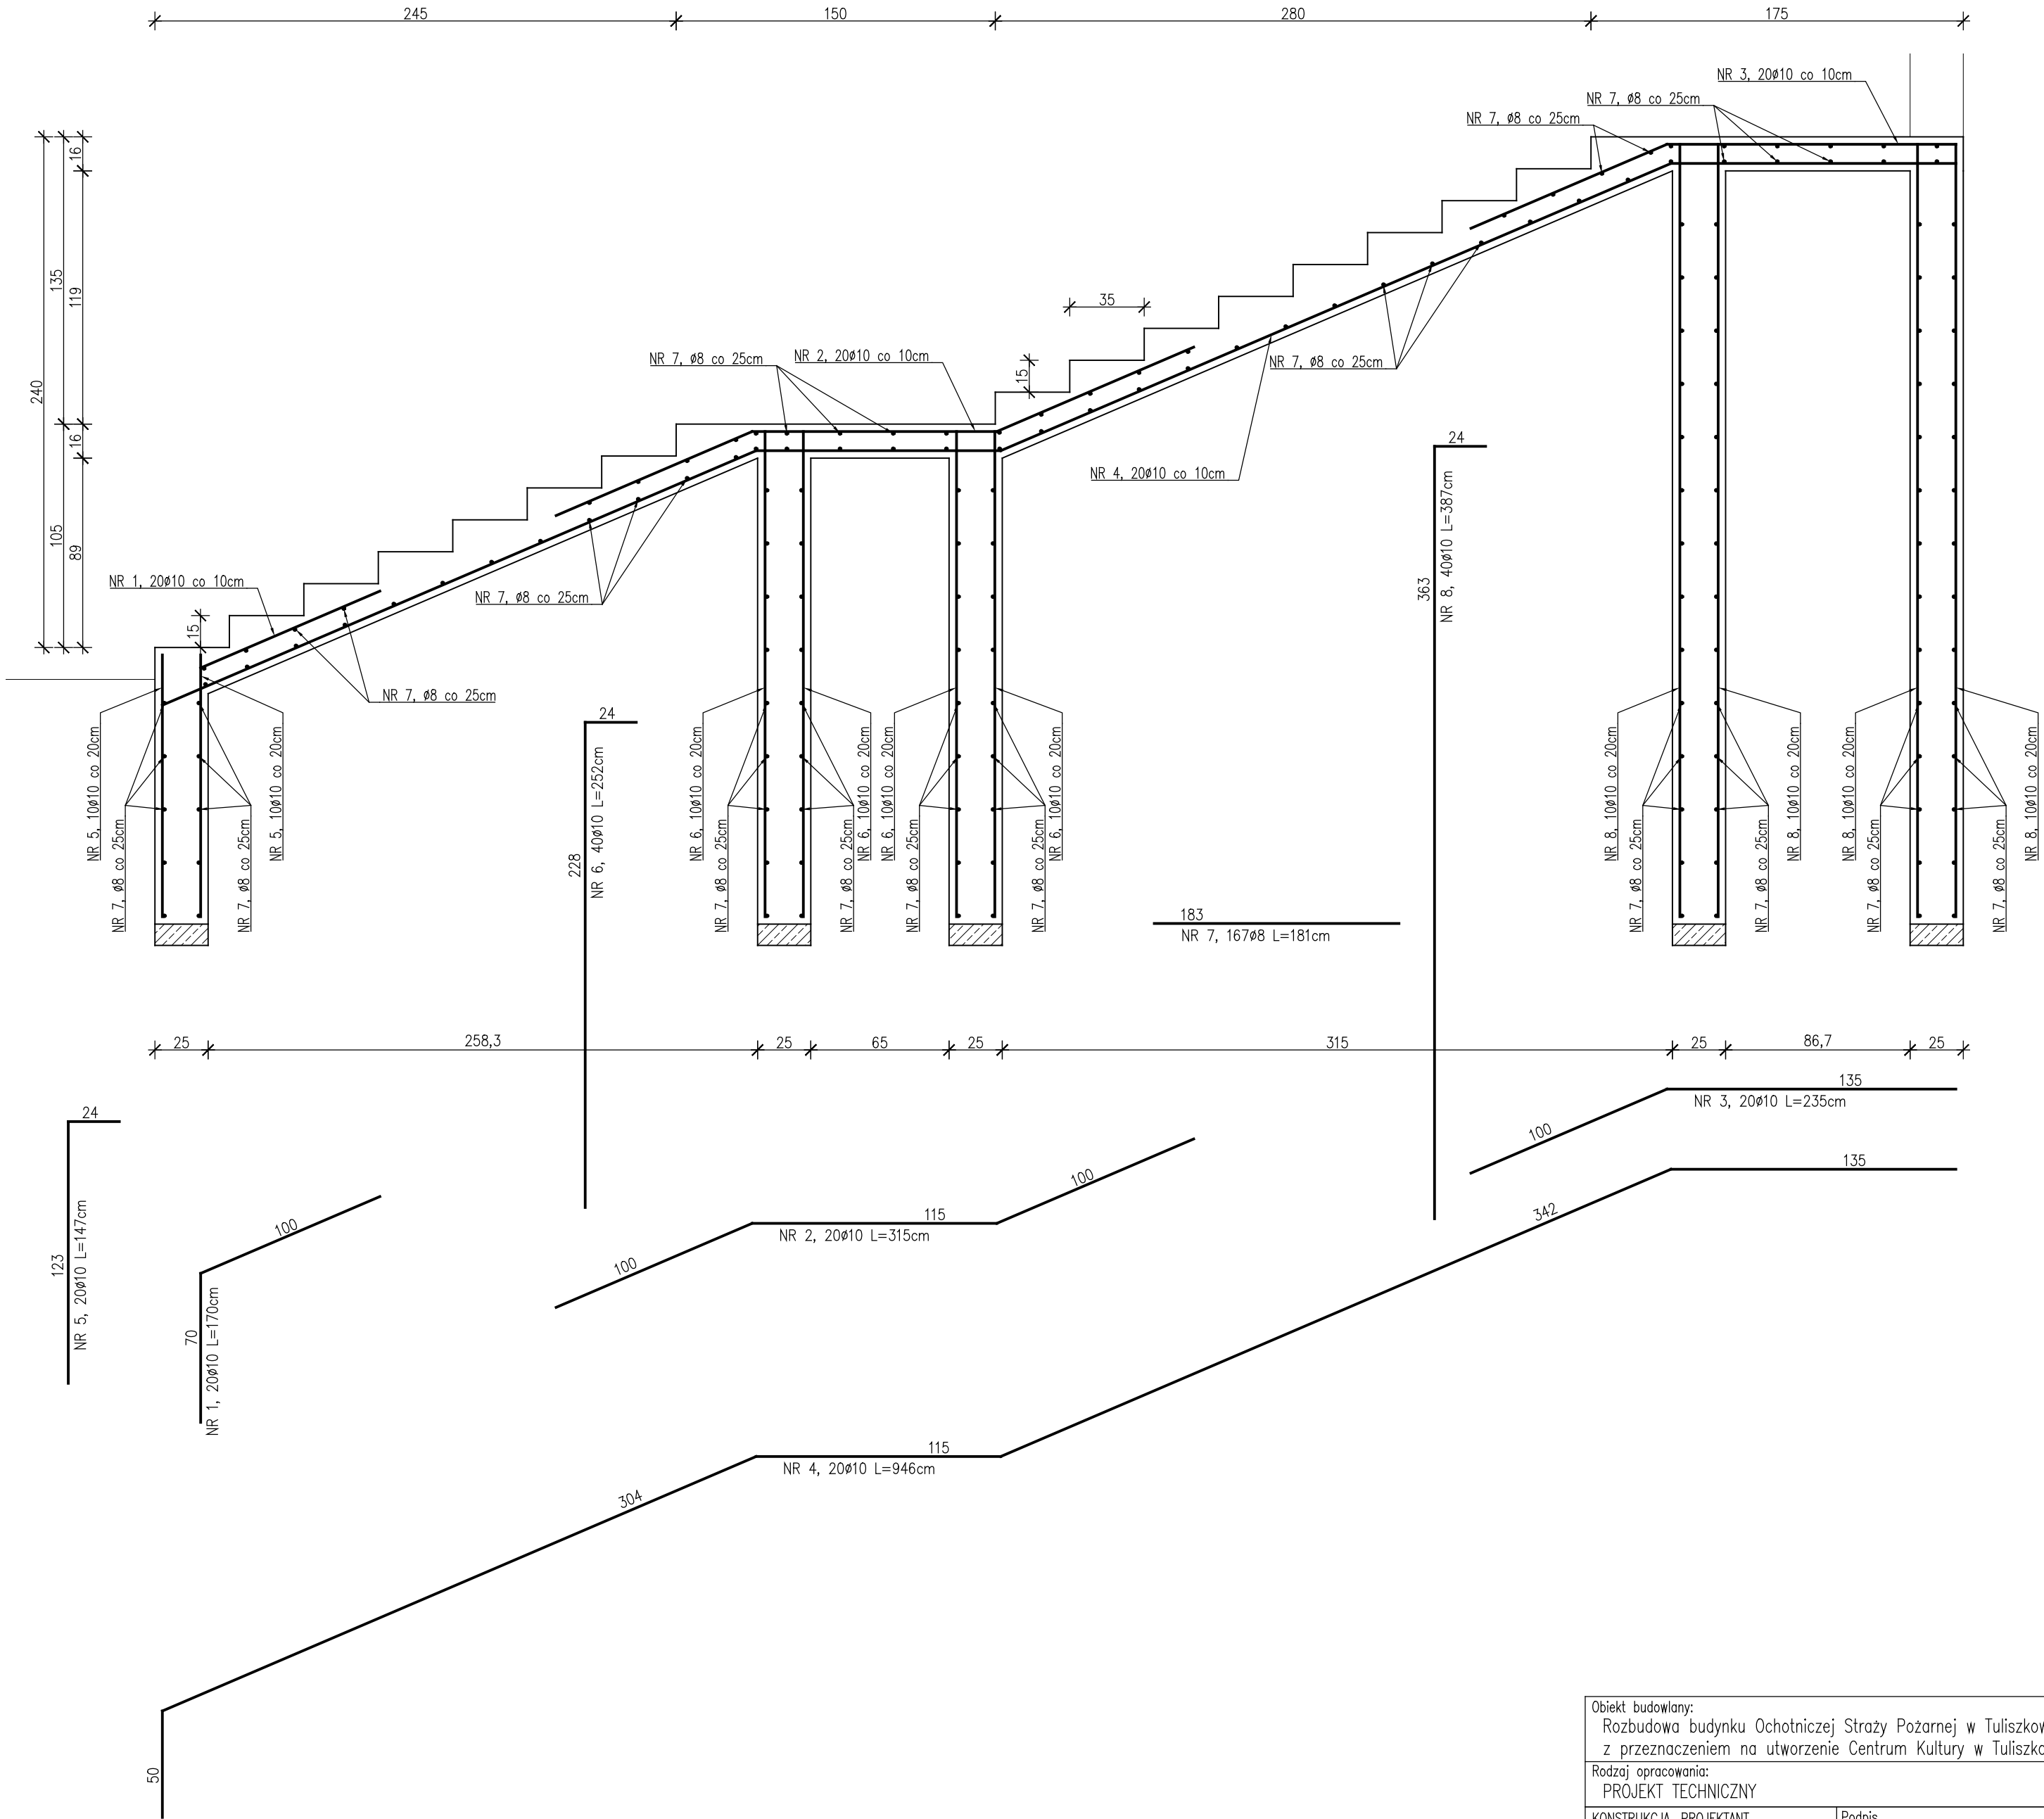 245
150
280
175
NR 3, 20ø10 co 10cm
NR 7, ø8 co 25cm
NR 7, ø8 co 25cm
16
135
119
240
16
105
89
35
15
NR 7, ø8 co 25cm
NR 2, 20ø10 co 10cm
NR 7, ø8 co 25cm
NR 4, 20ø10 co 10cm
NR 1, 20ø10 co 10cm
15
NR 7, ø8 co 25cm
NR 7, ø8 co 25cm
24
363
NR 8, 40ø10 L=387cm
24
228
NR 6, 40ø10 L=252cm
NR 5, 10ø10 co 20cm
NR 7, ø8 co 25cm
NR 7, ø8 co 25cm
NR 5, 10ø10 co 20cm
NR 6, 10ø10 co 20cm
NR 7, ø8 co 25cm
NR 7, ø8 co 25cm
NR 6, 10ø10 co 20cm
NR 6, 10ø10 co 20cm
NR 7, ø8 co 25cm
NR 7, ø8 co 25cm
NR 6, 10ø10 co 20cm
NR 8, 10ø10 co 20cm
NR 7, ø8 co 25cm
NR 7, ø8 co 25cm
NR 8, 10ø10 co 20cm
NR 8, 10ø10 co 20cm
NR 7, ø8 co 25cm
NR 7, ø8 co 25cm
NR 8, 10ø10 co 20cm
183
NR 7, 167ø8 L=181cm
25
258,3
25
65
25
315
25
86,7
25
24
123
NR 5, 20ø10 L=147cm
100
70
NR 1, 20ø10 L=170cm
100
115
NR 2, 20ø10 L=315cm
100
100
135
NR 3, 20ø10 L=235cm
135
342
115
NR 4, 20ø10 L=946cm
304
50
Obiekt budowlany:
Rozbudowa budynku Ochotniczej Straży Pożarnej w Tuliszkow
z przeznaczeniem na utworzenie Centrum Kultury w Tuliszko
Rodzaj opracowania:
PROJEKT TECHNICZNY
KONSTRUKCJA PROJEKTANT
Podpis